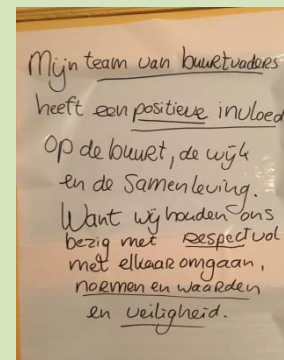 Mijn team van buurtvaders
heeft een positieve invloed
op de buurt, de wijk
en de samenleving.
Want wij houden ons
bezig met respectvol
met elkaar omgaan,
normen en waarden
en veiligheid.